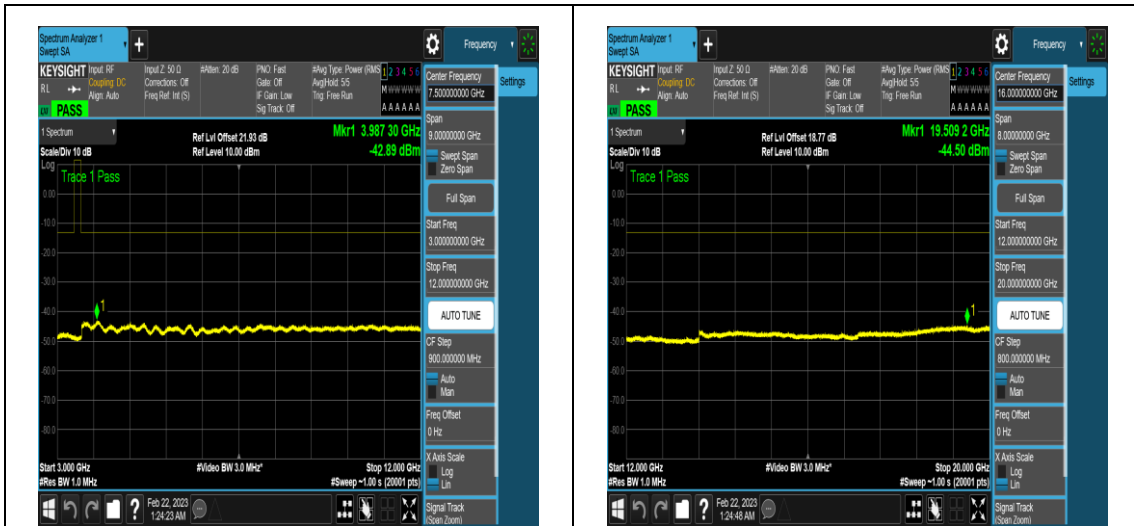 Spectrum Analyzer 1
Swept SA
Frequency
KEYSIGHT
RL
Input: RF
Coupling: DC
Align: Auto
Input Z: 50 Ω
Corrections: Off
Freq Ref: Int (S)
#Atten: 20 dB
PNO: Fast
Gate: Off
IF Gain: Low
Sig Track: Off
#Avg Type: Power (RMS
Avg|Hold: 5/5
Trig: Free Run
1 2 3 4 5 6
M W W W W W
A A A A A A
PASS
1 Spectrum
Scale/Div 10 dB
Ref Lvl Offset 21.93 dB
Ref Level 10.00 dBm
Mkr1 3.987 30 GHz
-42.89 dBm
Log
Trace 1 Pass
0.00
-10.0
-20.0
-30.0
-40.0
-50.0
-60.0
-70.0
-80.0
1
Start 3.000 GHz
#Res BW 1.0 MHz
#Video BW 3.0 MHz*
Stop 12.000 GHz
#Sweep ~1.00 s (20001 pts)
Center Frequency
7.500000000 GHz
Settings
Span
9.00000000 GHz
Swept Span
Zero Span
Full Span
Start Freq
3.000000000 GHz
Stop Freq
12.000000000 GHz
AUTO TUNE
CF Step
900.000000 MHz
Auto
Man
Freq Offset
0 Hz
X Axis Scale
Log
Lin
Signal Track
(Span Zoom)
Feb 22, 2023
1:24:23 AM
Spectrum Analyzer 1
Swept SA
Frequency
KEYSIGHT
RL
Input: RF
Coupling: DC
Align: Auto
Input Z: 50 Ω
Corrections: Off
Freq Ref: Int (S)
#Atten: 20 dB
PNO: Fast
Gate: Off
IF Gain: Low
Sig Track: Off
#Avg Type: Power (RMS
Avg|Hold: 5/5
Trig: Free Run
1 2 3 4 5 6
M W W W W W
A A A A A A
PASS
1 Spectrum
Scale/Div 10 dB
Ref Lvl Offset 18.77 dB
Ref Level 10.00 dBm
Mkr1 19.509 2 GHz
-44.50 dBm
Log
Trace 1 Pass
0.00
-10.0
-20.0
-30.0
-40.0
-50.0
-60.0
-70.0
-80.0
1
Start 12.000 GHz
#Res BW 1.0 MHz
#Video BW 3.0 MHz*
Stop 20.000 GHz
#Sweep ~1.00 s (20001 pts)
Center Frequency
16.000000000 GHz
Settings
Span
8.00000000 GHz
Swept Span
Zero Span
Full Span
Start Freq
12.000000000 GHz
Stop Freq
20.000000000 GHz
AUTO TUNE
CF Step
800.000000 MHz
Auto
Man
Freq Offset
0 Hz
X Axis Scale
Log
Lin
Signal Track
(Span Zoom)
Feb 22, 2023
1:24:48 AM